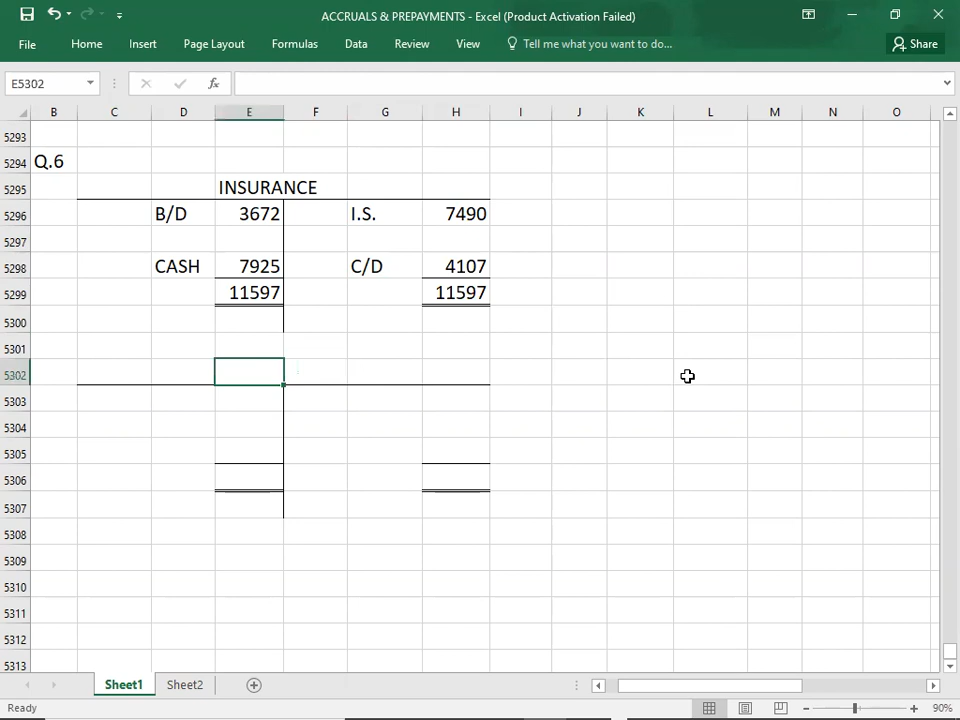 ACCRUALS & PREPAYMENTS - Excel (Product Activation Failed)
File Home Insert Page Layout Formulas Data Review View Tell me what you want to do... Share
E5302 fx
B C D E F G H I J K L M N O
5293
5294 Q.6
5295 INSURANCE
5296 B/D 3672 I.S. 7490
5297
5298 CASH 7925 C/D 4107
5299 11597 11597
5300
5301
5302
5303
5304
5305
5306
5307
5308
5309
5310
5311
5312
5313
Sheet1 Sheet2
Ready 90%